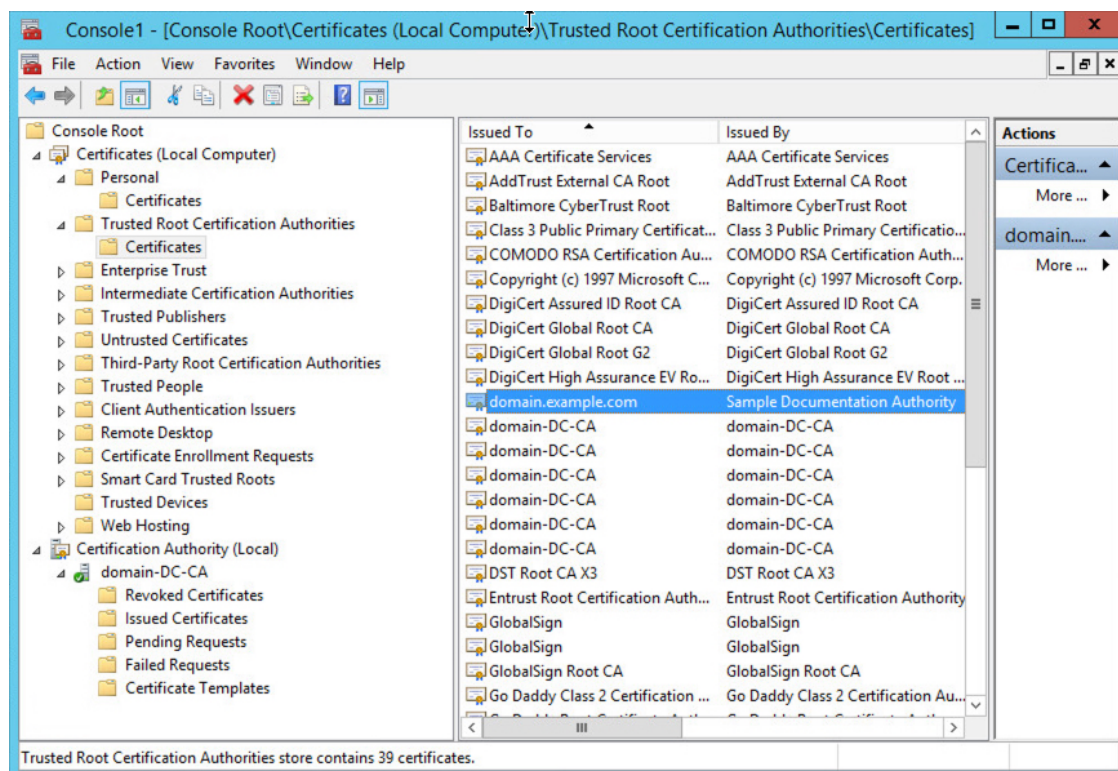 Console1 - [Console Root\Certificates (Local Computer)\Trusted Root Certification Authorities\Certificates]
File Action View Favorites Window Help
Console Root
Certificates (Local Computer)
Personal
Certificates
Trusted Root Certification Authorities
Certificates
Enterprise Trust
Intermediate Certification Authorities
Trusted Publishers
Untrusted Certificates
Third-Party Root Certification Authorities
Trusted People
Client Authentication Issuers
Remote Desktop
Certificate Enrollment Requests
Smart Card Trusted Roots
Trusted Devices
Web Hosting
Certification Authority (Local)
domain-DC-CA
Revoked Certificates
Issued Certificates
Pending Requests
Failed Requests
Certificate Templates
Issued To Issued By
AAA Certificate Services AAA Certificate Services
AddTrust External CA Root AddTrust External CA Root
Baltimore CyberTrust Root Baltimore CyberTrust Root
Class 3 Public Primary Certificat... Class 3 Public Primary Certificatio...
COMODO RSA Certification Au... COMODO RSA Certification Auth...
Copyright (c) 1997 Microsoft C... Copyright (c) 1997 Microsoft Corp.
DigiCert Assured ID Root CA DigiCert Assured ID Root CA
DigiCert Global Root CA DigiCert Global Root CA
DigiCert Global Root G2 DigiCert Global Root G2
DigiCert High Assurance EV Ro... DigiCert High Assurance EV Root ...
domain.example.com Sample Documentation Authority
domain-DC-CA domain-DC-CA
domain-DC-CA domain-DC-CA
domain-DC-CA domain-DC-CA
domain-DC-CA domain-DC-CA
domain-DC-CA domain-DC-CA
domain-DC-CA domain-DC-CA
DST Root CA X3 DST Root CA X3
Entrust Root Certification Auth... Entrust Root Certification Authority
GlobalSign GlobalSign
GlobalSign GlobalSign
GlobalSign Root CA GlobalSign Root CA
Go Daddy Class 2 Certification ... Go Daddy Class 2 Certification Au...
Actions
Certifica...
More ...
domain....
More ...
Trusted Root Certification Authorities store contains 39 certificates.